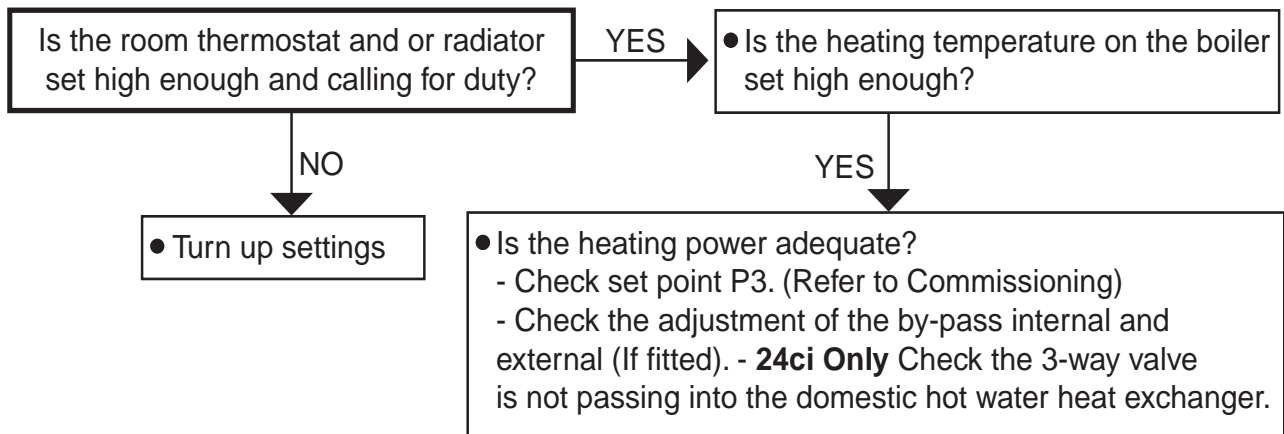 Is the room thermostat and or radiator
set high enough and calling for duty?
YES
● Is the heating temperature on the boiler
set high enough?
NO
YES
● Turn up settings
● Is the heating power adequate?
- Check set point P3. (Refer to Commissioning)
- Check the adjustment of the by-pass internal and
external (If fitted). - 24ci Only Check the 3-way valve
is not passing into the domestic hot water heat exchanger.